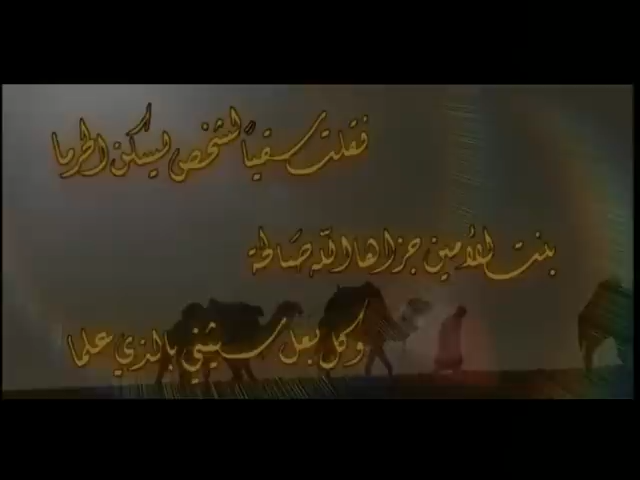 فقلت سقياً لشخص يسكن الحرما
بنت الأمين جزاها الله صالحة
وكل بعل سيثني بالذي علما